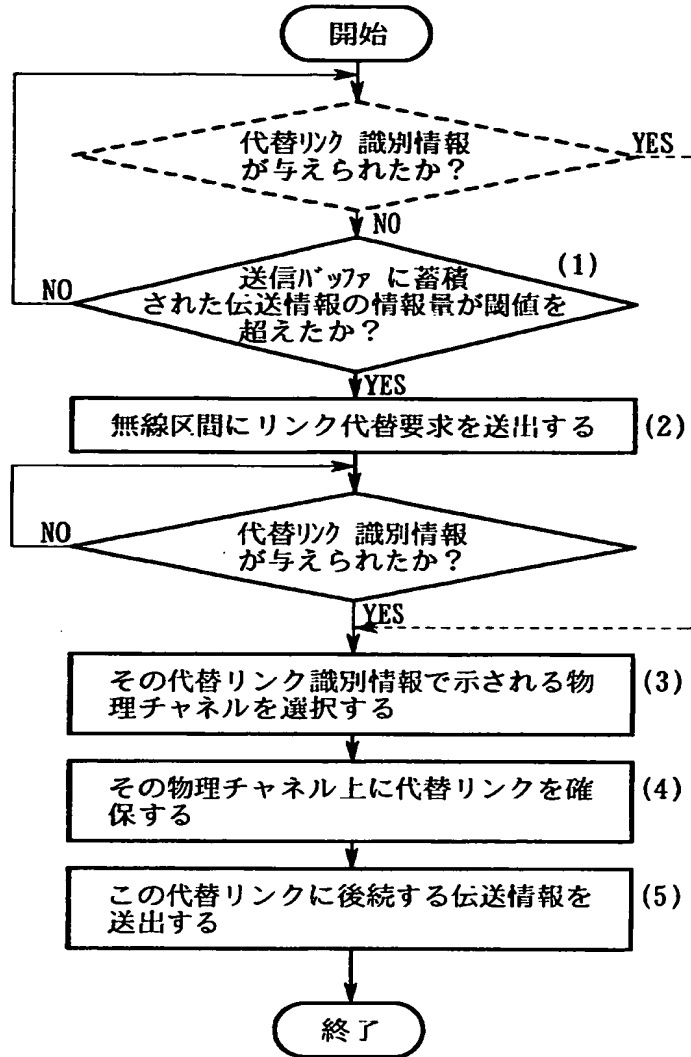 開始
代替リンク 識別情報
が与えられたか?
YES
NO
(1)
送信バッファ に蓄積
された伝送情報の情報量が閾値を
超えたか?
NO
YES
無線区間にリンク代替要求を送出する
(2)
代替リンク 識別情報
が与えられたか?
NO
YES
その代替リンク識別情報で示される物
理チャネルを選択する
(3)
その物理チャネル上に代替リンクを確
保する
(4)
この代替リンクに後続する伝送情報を
送出する
(5)
終了